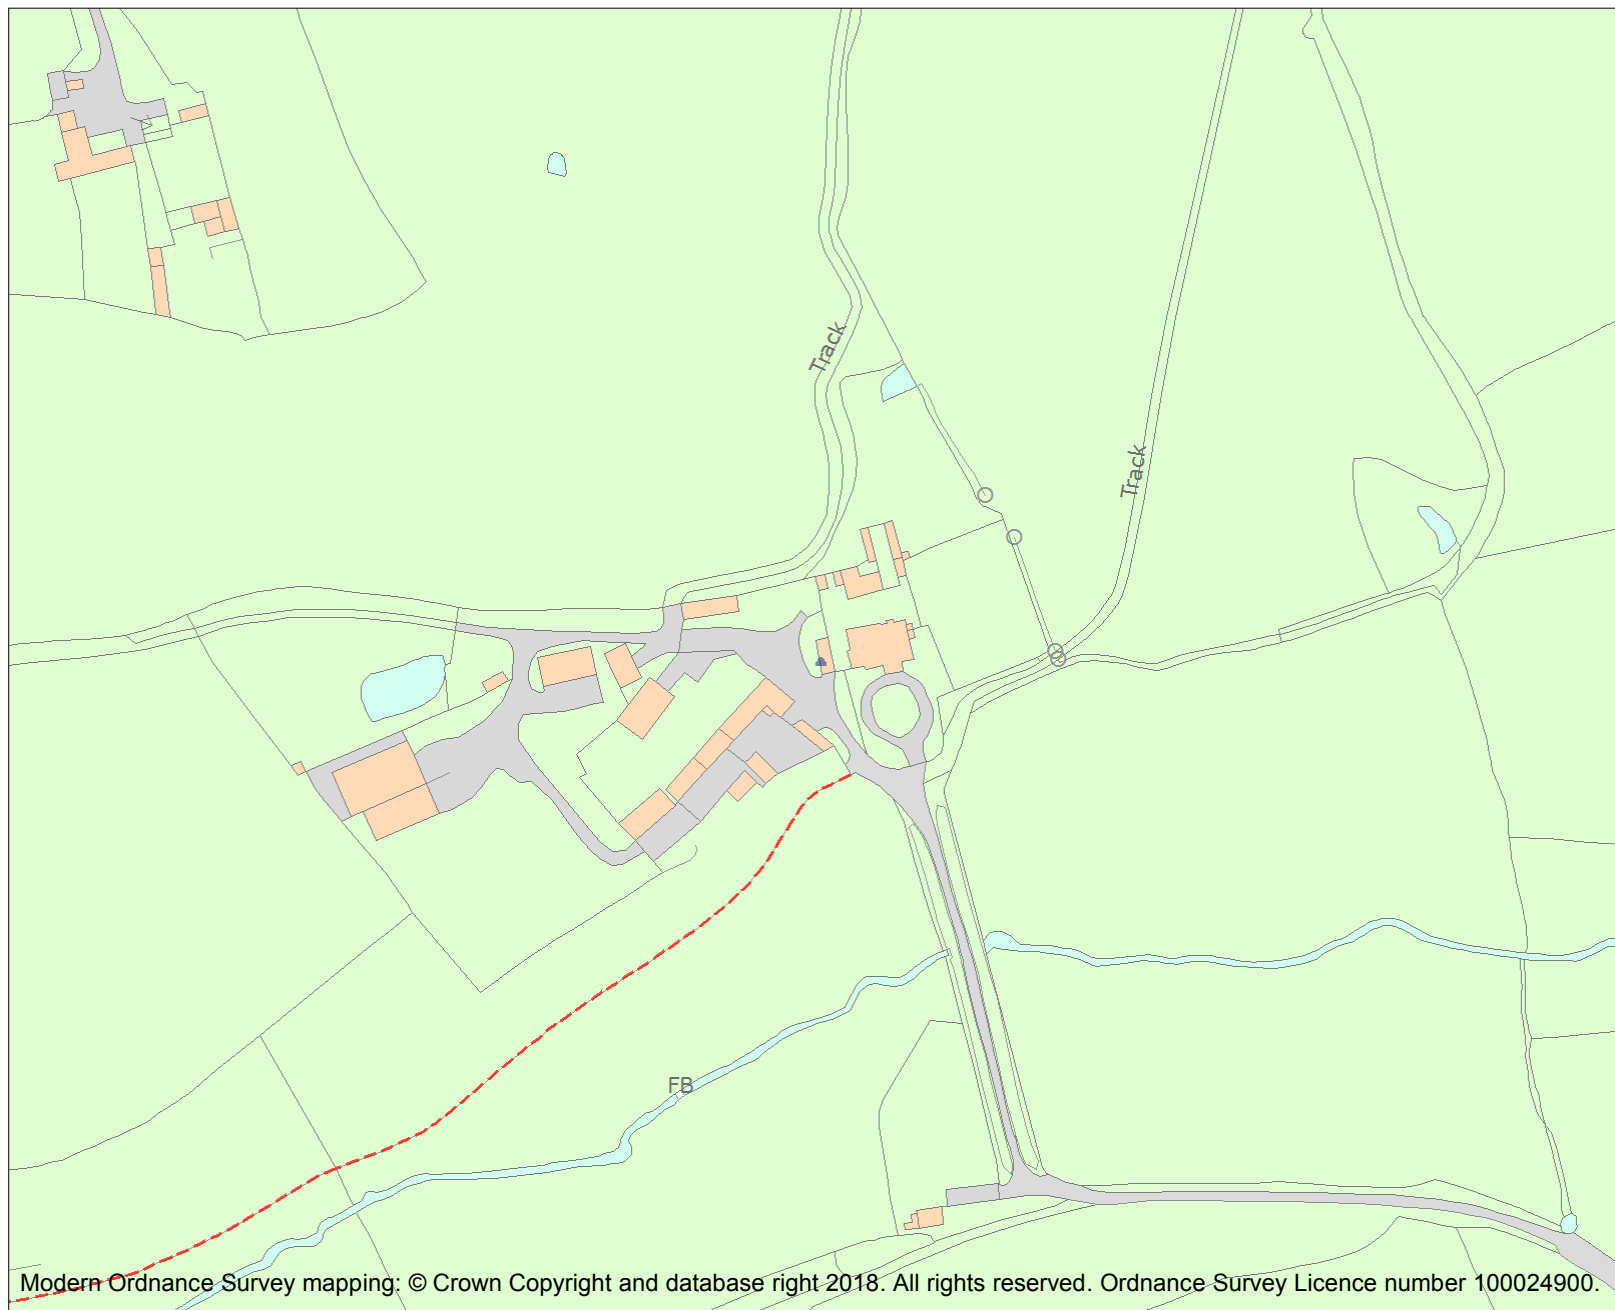 Track
Track
FB
Modern Ordnance Survey mapping: © Crown Copyright and database right 2018. All rights reserved. Ordnance Survey Licence number 100024900.